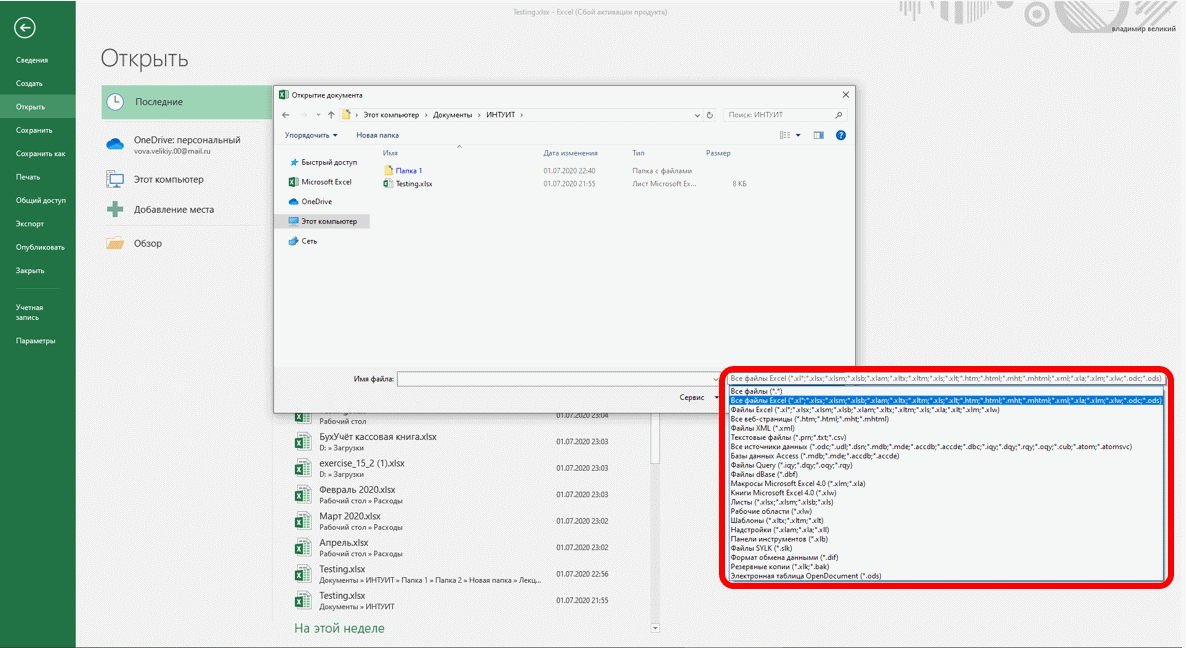 Testing.xlsx - Excel (Сбой активации продукта)
владимир великий
Сведения
Создать
Открыть
Сохранить
Сохранить как
Печать
Общий доступ
Экспорт
Опубликовать
Закрыть
Учетная
запись
Параметры
Открыть
Последние
OneDrive: персональный
vova.velikiy.00@mail.ru
Этот компьютер
Добавление места
Обзор
Открытие документа
Этот компьютер › Документы › ИНТУИТ ›
Поиск: ИНТУИТ
Упорядочить
Новая папка
Быстрый доступ
Microsoft Excel
OneDrive
Этот компьютер
Сеть
Имя Дата изменения Тип Размер
Папка 1 01.07.2020 22:40 Папка с файлами
Testing.xlsx 01.07.2020 21:55 Лист Microsoft Ex... 8 КБ
Имя файла:
Сервис
Все файлы Excel (*.xl*;*.xlsx;*.xlsm;*.xlsb;*.xlam;*.xltx;*.xltm;*.xls;*.xlt;*.htm;*.html;*.mht;*.mhtml;*.xml;*.xla;*.xlm;*.xlw;*.odc;*.ods)
Все файлы (*.*)
Все файлы Excel (*.xl*;*.xlsx;*.xlsm;*.xlsb;*.xlam;*.xltx;*.xltm;*.xls;*.xlt;*.htm;*.html;*.mht;*.mhtml;*.xml;*.xla;*.xlm;*.xlw;*.odc;*.ods)
Файлы Excel (*.xl*;*.xlsx;*.xlsm;*.xlsb;*.xlam;*.xltx;*.xltm;*.xls;*.xla;*.xlt;*.xlm;*.xlw)
Все веб-страницы (*.htm;*.html;*.mht;*.mhtml)
Файлы XML (*.xml)
Текстовые файлы (*.prn;*.txt;*.csv)
Все источники данных (*.odc;*.udl;*.dsn;*.mdb;*.mde;*.accdb;*.accde;*.dbc;*.iqy;*.dqy;*.rqy;*.oqy;*.cub;*.atom;*.atomsvc)
Базы данных Access (*.mdb;*.mde;*.accdb;*.accde)
Файлы Query (*.iqy;*.dqy;*.oqy;*.rqy)
Файлы dBase (*.dbf)
Макросы Microsoft Excel 4.0 (*.xlm;*.xla)
Книги Microsoft Excel 4.0 (*.xlw)
Листы (*.xlsx;*.xlsm;*.xlsb;*.xls)
Рабочие области (*.xlw)
Шаблоны (*.xltx;*.xltm;*.xlt)
Надстройки (*.xlam;*.xla;*.xll)
Панели инструментов (*.xlb)
Файлы SYLK (*.slk)
Формат обмена данными (*.dif)
Резервные копии (*.xlk;*.bak)
Электронная таблица OpenDocument (*.ods)
01.07.2020 23:04
Рабочий стол
БухУчёт кассовая книга.xlsx 01.07.2020 23:03
D: » Загрузки
exercise_15_2 (1).xlsx 01.07.2020 23:03
D: » Загрузки
Февраль 2020.xlsx 01.07.2020 23:03
Рабочий стол » Расходы
Март 2020.xlsx 01.07.2020 23:02
Рабочий стол » Расходы
Апрель.xlsx 01.07.2020 23:02
Рабочий стол » Расходы
Testing.xlsx 01.07.2020 22:56
Документы » ИНТУИТ » Папка 1 » Папка 2 » Новая папка » Лекц...
Testing.xlsx 01.07.2020 21:55
Документы » ИНТУИТ
На этой неделе